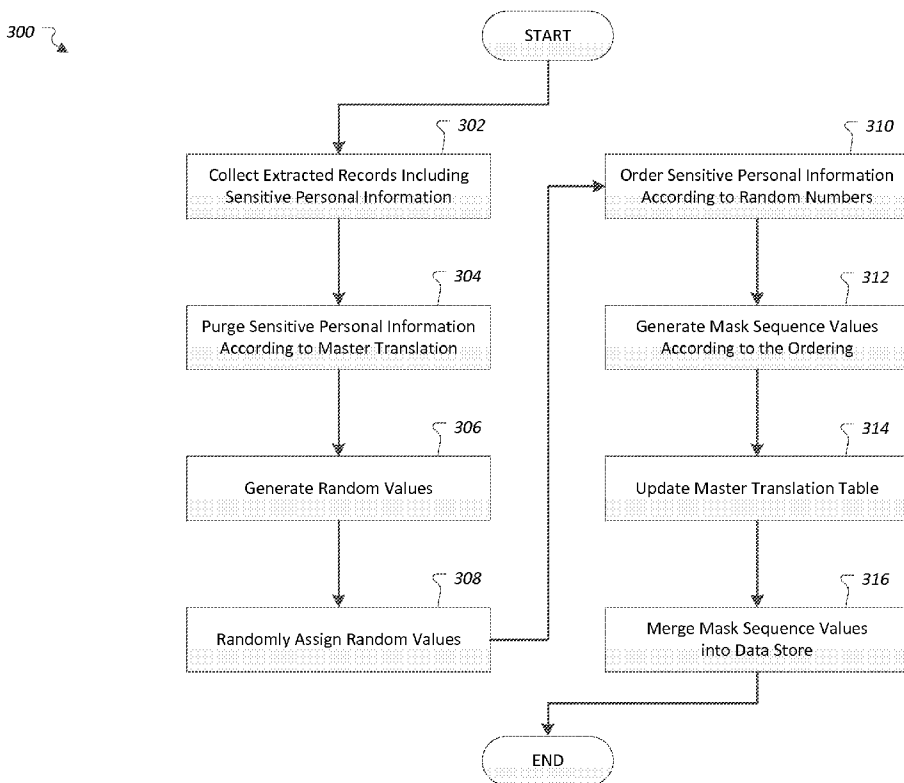 300
START
302
Collect Extracted Records Including
Sensitive Personal Information
304
Purge Sensitive Personal Information
According to Master Translation
306
Generate Random Values
308
Randomly Assign Random Values
310
Order Sensitive Personal Information
According to Random Numbers
312
Generate Mask Sequence Values
According to the Ordering
314
Update Master Translation Table
316
Merge Mask Sequence Values
into Data Store
END